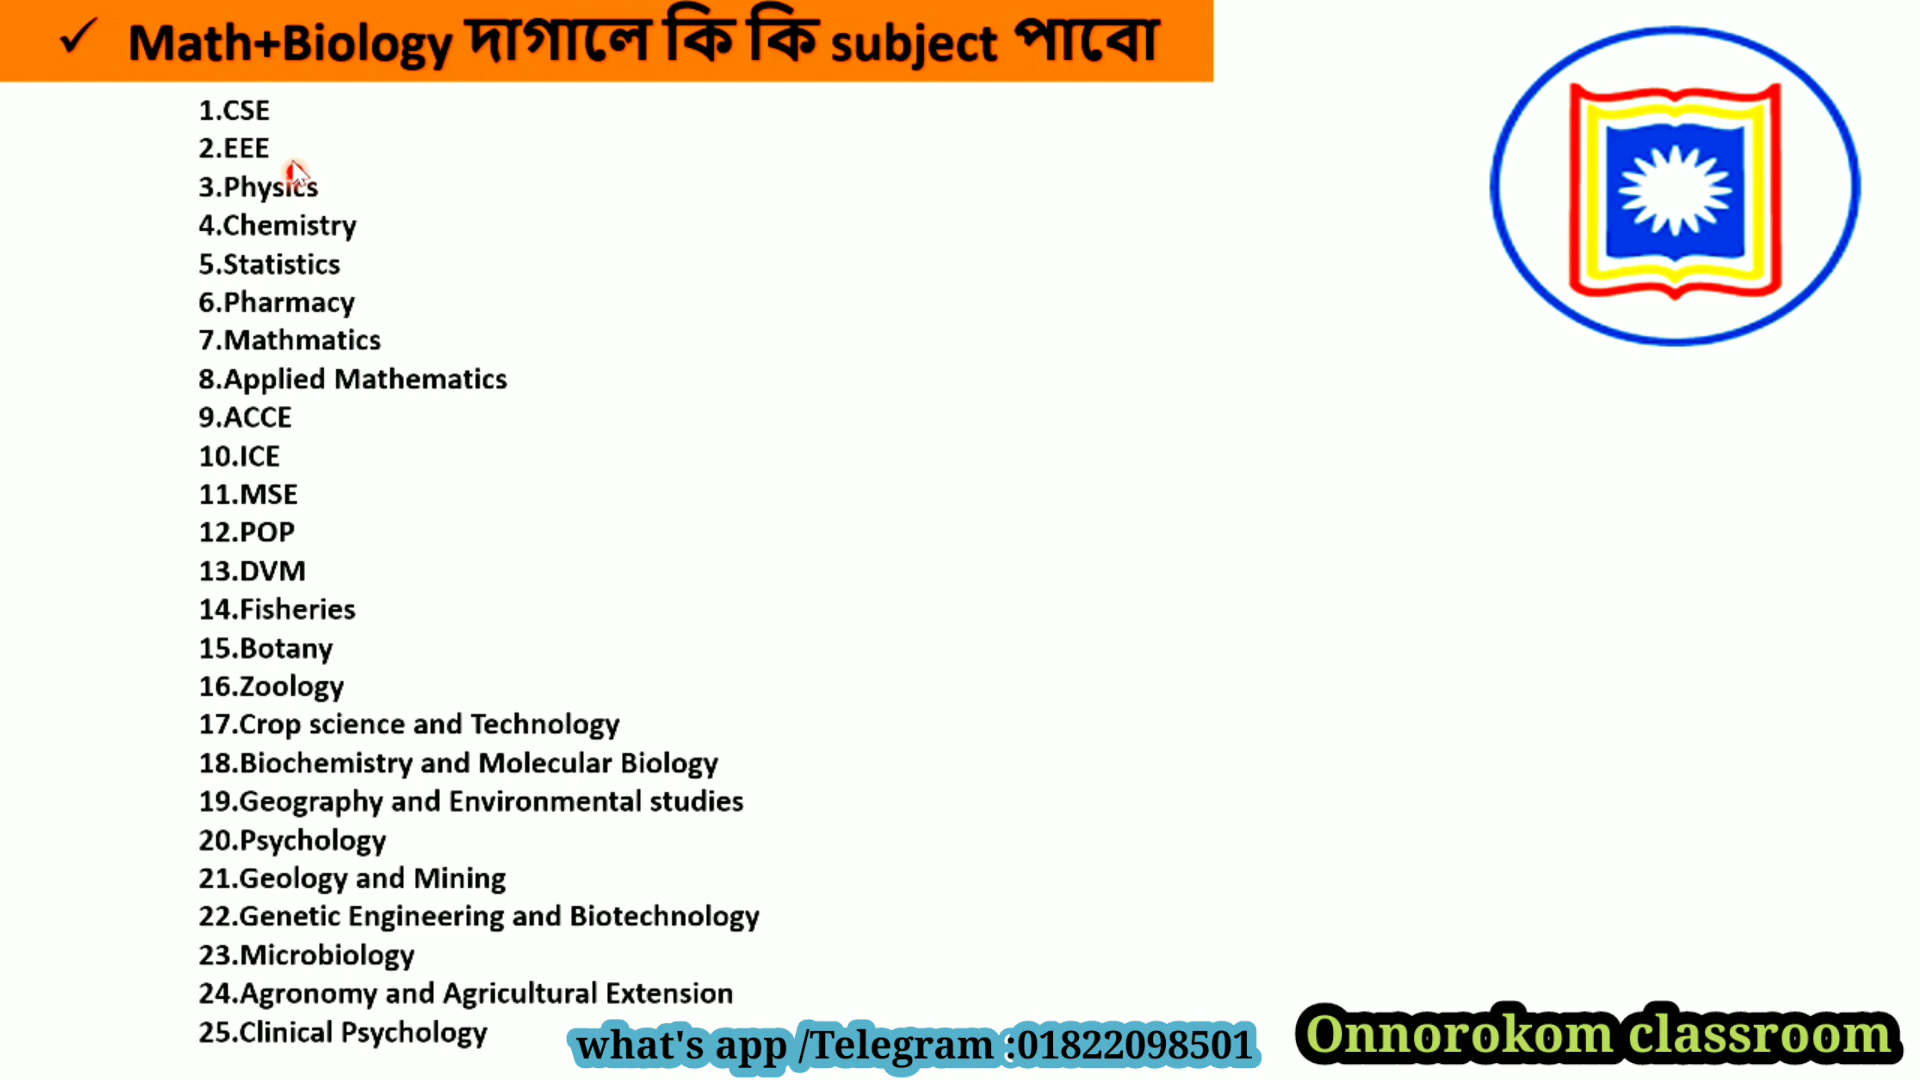 ✓ Math+Biology দাগালে কি কি subject পাবো
1.CSE
2.EEE
3.Physics
4.Chemistry
5.Statistics
6.Pharmacy
7.Mathmatics
8.Applied Mathematics
9.ACCE
10.ICE
11.MSE
12.POP
13.DVM
14.Fisheries
15.Botany
16.Zoology
17.Crop science and Technology
18.Biochemistry and Molecular Biology
19.Geography and Environmental studies
20.Psychology
21.Geology and Mining
22.Genetic Engineering and Biotechnology
23.Microbiology
24.Agronomy and Agricultural Extension
25.Clinical Psychology
what's app /Telegram :01822098501
Onnorokom classroom